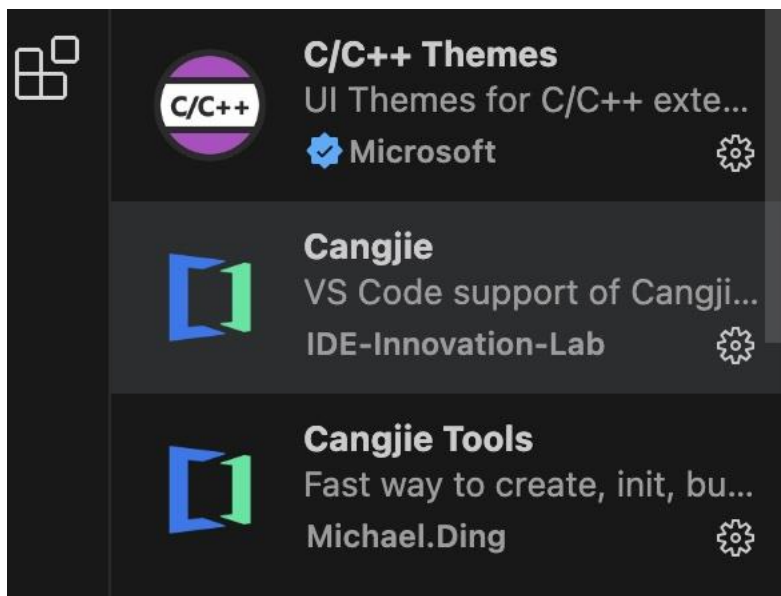 C/C++ Themes
C/C++
UI Themes for C/C++ exte...
Microsoft
Cangjie
VS Code support of Cangji...
IDE-Innovation-Lab
Cangjie Tools
Fast way to create, init, bu...
Michael.Ding